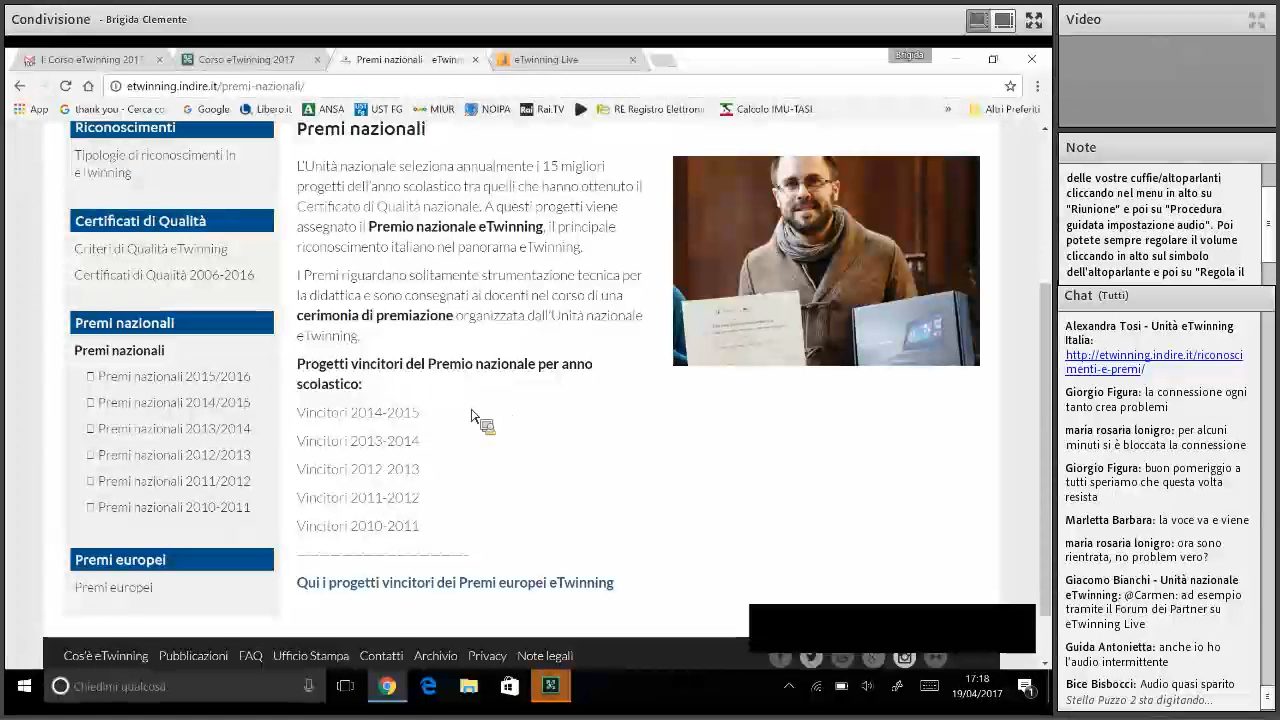 Condivisione - Brigida Clemente
Il Corso eTwinning 201
eTwinning 2017
Premi nazionali eTwinn
eTwinning Live
Brigida
etwinning.indire.it/premi-nazionali/
App
thank you - Cerca co
Google
Libero.it
ANSA
UST FG
MIUR
NOIPA
Rai.TV
RE Registro Elettroni
Calcolo IMU-TASI
»
Altri Preferiti
Riconoscimenti
Tipologie di riconoscimenti in
eTwinning
Certificati di Qualità
Criteri di Qualità eTwinning
Certificati di Qualità 2006-2016
Premi nazionali
Premi nazionali
Premi nazionali 2015/2016
Premi nazionali 2014/2015
Premi nazionali 2013/2014
Premi nazionali 2012/2013
Premi nazionali 2011/2012
Premi nazionali 2010-2011
Premi europei
Premi europei
Premi nazionali
L'Unità nazionale seleziona annualmente i 15 migliori
progetti dell'anno scolastico tra quelli che hanno ottenuto il
Certificato di Qualità nazionale. A questi progetti viene
assegnato il Premio nazionale eTwinning, il principale
riconoscimento italiano nel panorama eTwinning.
I Premi riguardano solitamente strumentazione tecnica per
la didattica e sono consegnati ai docenti nel corso di una
cerimonia di premiazione organizzata dall'Unità nazionale
eTwinning.
Progetti vincitori del Premio nazionale per anno
scolastico:
Vincitori 2014-2015
Vincitori 2013-2014
Vincitori 2012-2013
Vincitori 2011-2012
Vincitori 2010-2011
Qui i progetti vincitori dei Premi europei eTwinning
Cos'è eTwinning Pubblicazioni FAQ Ufficio Stampa Contatti Archivio Privacy Note legali
Chiedimi qualcosa
17:18
19/04/2017
Video
Note
delle vostre cuffie/altoparlanti
cliccando nel menu in alto su
"Riunione" e poi su "Procedura
guidata impostazione audio". Poi
potete sempre regolare il volume
cliccando in alto sul simbolo
dell'altoparlante e poi su "Regola il
Chat (Tutti)
Alexandra Tosi - Unità eTwinning
Italia:
http://etwinning.indire.it/riconosci
menti-e-premi/
Giorgio Figura: la connessione ogni
tanto crea problemi
maria rosaria lonigro: per alcuni
minuti si è bloccata la connessione
Giorgio Figura: buon pomeriggio a
tutti speriamo che questa volta
resista
Marletta Barbara: la voce va e viene
maria rosaria lonigro: ora sono
rientrata, no problem vero?
Giacomo Bianchi - Unità nazionale
eTwinning: @Carmen: ad esempio
tramite il Forum dei Partner su
eTwinning Live
Guida Antonietta: anche io ho
l'audio intermittente
Bice Bisbocci: Audio quasi sparito
Stella Puzzo 2 sta digitando...